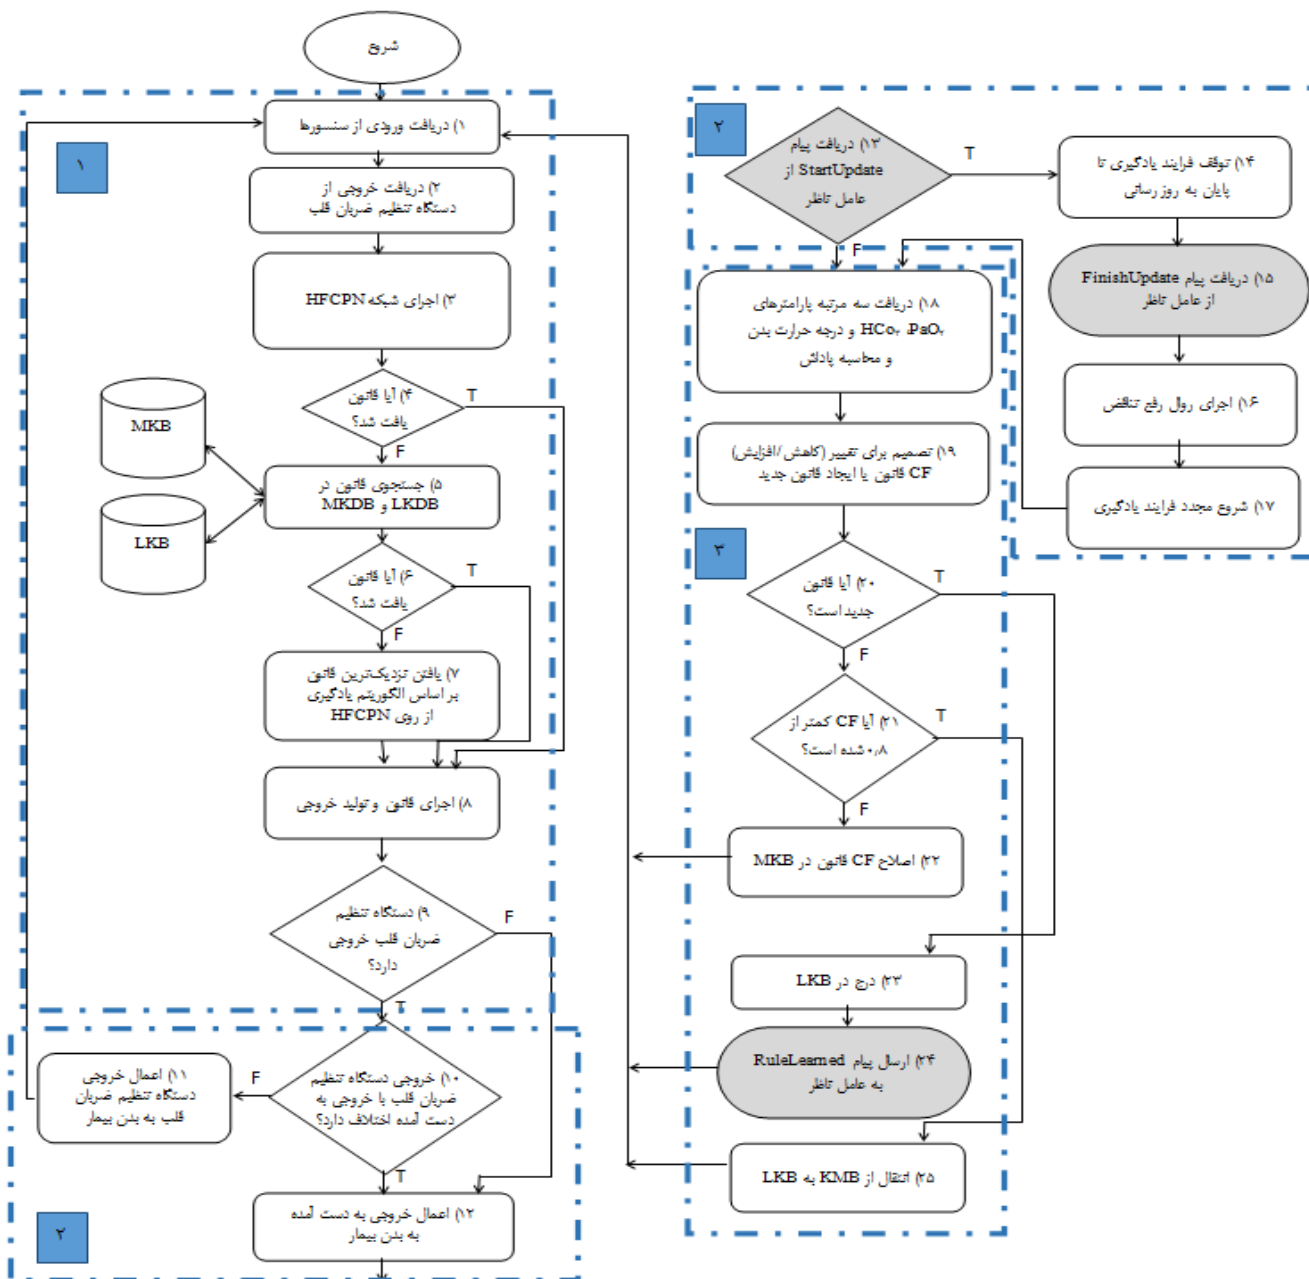 شروع
۱
۱) دریافت ورودی از سنسورها
۲) دریافت خروجی از
دستگاه تنظیم ضربان قلب
۳) اجرای شبکه HFCPN
۴) آیا قانون
یافت شد؟
T
F
MKB
LKB
۵) جستجوی قانون در
LKDB و MKDB
۶) آیا قانون
یافت شد؟
T
F
۷) یافتن نزدیک‌ترین قانون
بر اساس الگوریتم یادگیری
از روی HFCPN
۸) اجرای قانون و تولید خروجی
۹) دستگاه تنظیم
ضربان قلب خروجی
دارد؟
F
T
۱۰) خروجی دستگاه تنظیم
ضربان قلب با خروجی به
دست آمده اختلاف دارد؟
F
T
۱۱) اعمال خروجی
دستگاه تنظیم ضربان
قلب به بدن بیمار
۱۲) اعمال خروجی به دست آمده
به بدن بیمار
۲
۲
۱۳) دریافت پیام
StartUpdate از
عامل ناظر
T
F
۱۴) توقف فرایند یادگیری تا
پایان به روز رسانی
۱۵) دریافت پیام FinishUpdate
از عامل ناظر
۱۶) اجرای روال رفع تناقض
۱۷) شروع مجدد فرایند یادگیری
۱۸) دریافت سه مرتبه پارامترهای
PaO₂، HCo₂ و درجه حرارت بدن
و محاسبه پاداش
۱۹) تصمیم برای تغییر (کاهش/افزایش)
CF قانون یا ایجاد قانون جدید
۳
۲۰) آیا قانون
جدید است؟
T
F
۲۱) آیا CF کمتر از
۰٫۸ شده است؟
T
F
۲۲) اصلاح CF قانون در MKB
۲۳) درج در LKB
۲۴) ارسال پیام RuleLearned
به عامل ناظر
۲۵) انتقال از KMB به LKB